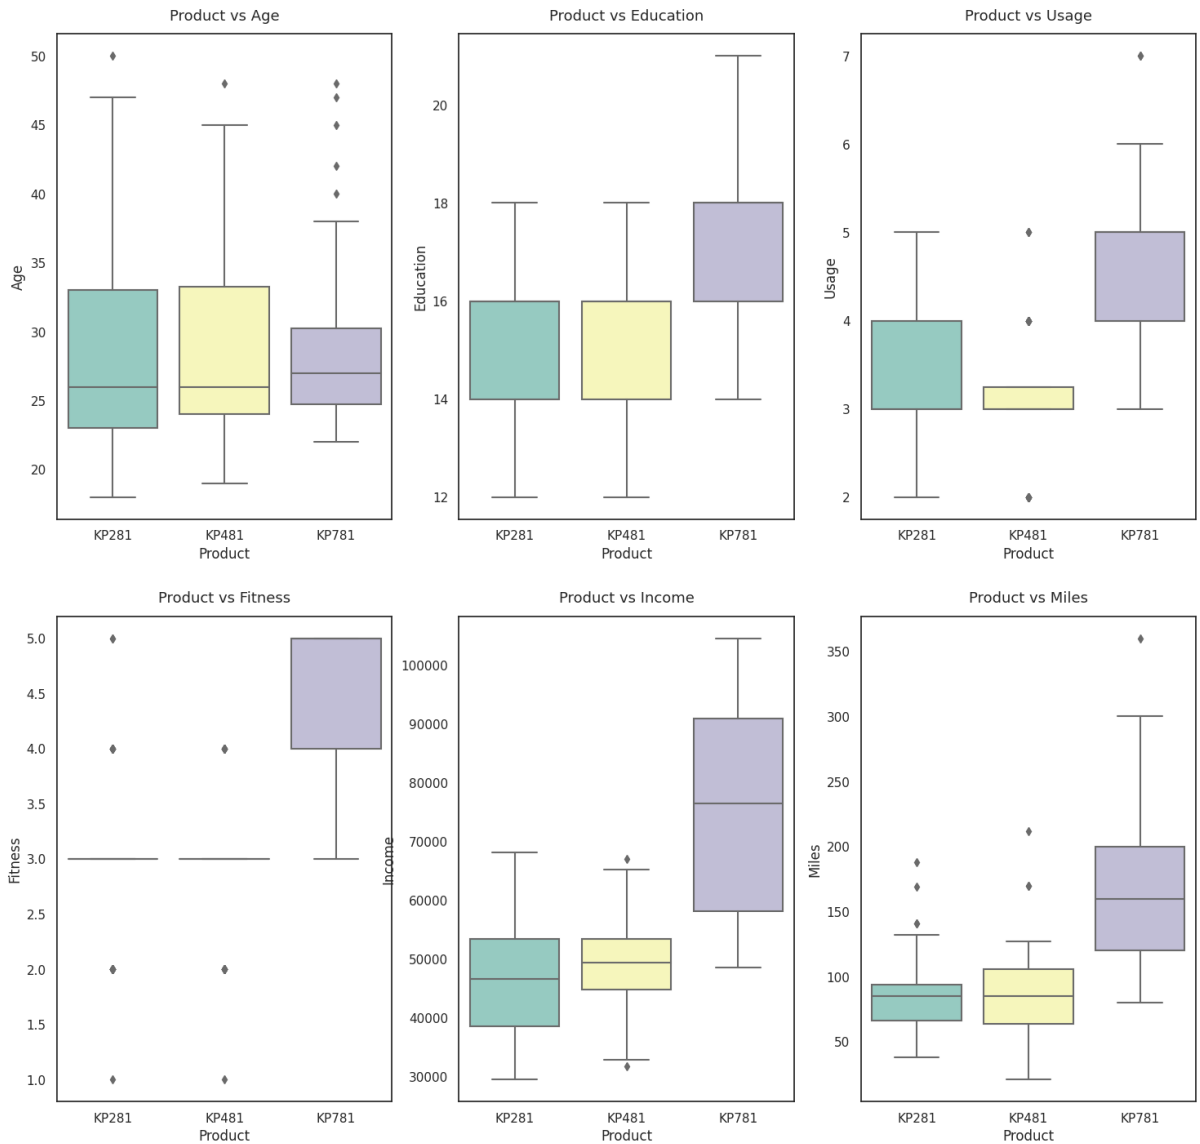 Product vs Age
50
45
40
35
30
25
20
Age
KP281 KP481 KP781
Product
Product vs Education
20
18
16
14
12
Education
KP281 KP481 KP781
Product
Product vs Usage
7
6
5
4
3
2
Usage
KP281 KP481 KP781
Product
Product vs Fitness
5.0
4.5
4.0
3.5
3.0
2.5
2.0
1.5
1.0
Fitness
KP281 KP481 KP781
Product
Product vs Income
100000
90000
80000
70000
60000
50000
40000
30000
Income
KP281 KP481 KP781
Product
Product vs Miles
350
300
250
200
150
100
50
Miles
KP281 KP481 KP781
Product